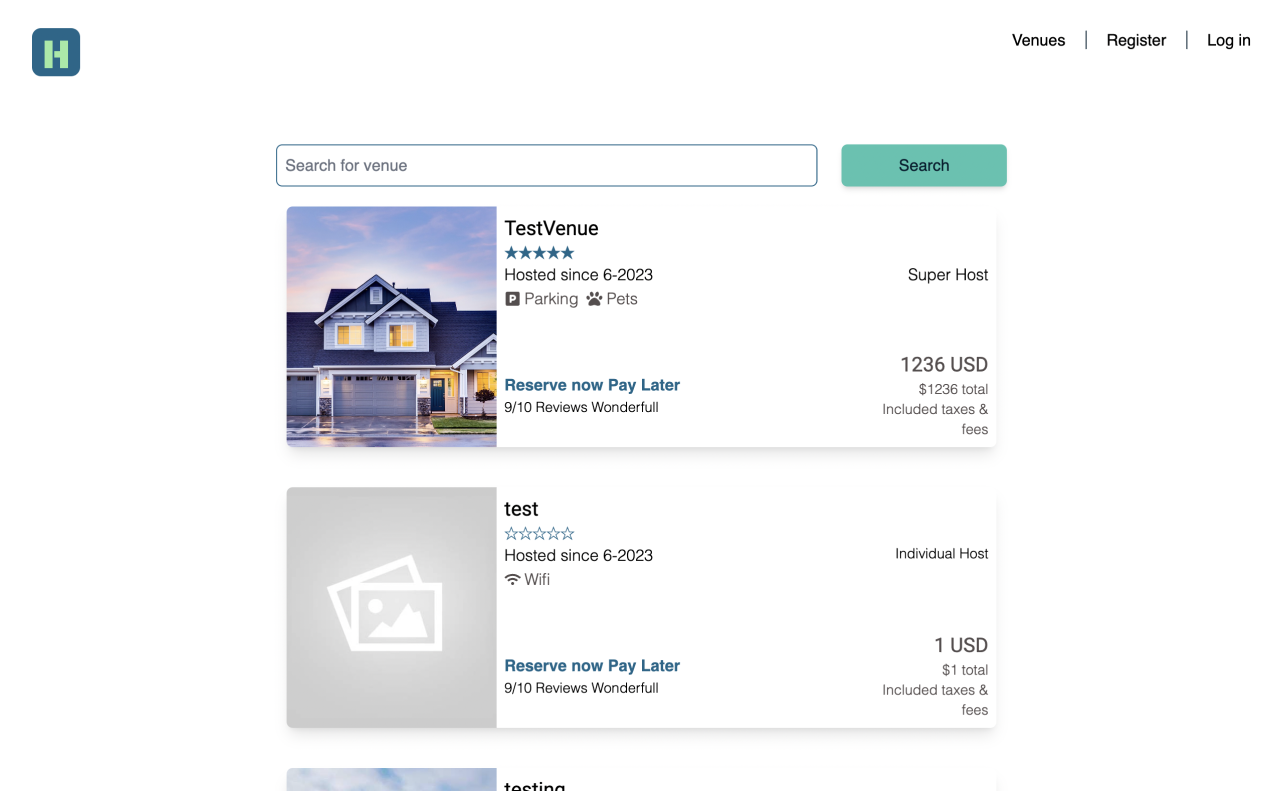 H
Venues | Register | Log in
Search for venue
Search
TestVenue
Hosted since 6-2023
Super Host
Parking Pets
1236 USD
Reserve now Pay Later
$1236 total
9/10 Reviews Wonderfull
Included taxes &
fees
test
Hosted since 6-2023
Individual Host
Wifi
1 USD
Reserve now Pay Later
$1 total
9/10 Reviews Wonderfull
Included taxes &
fees
testing